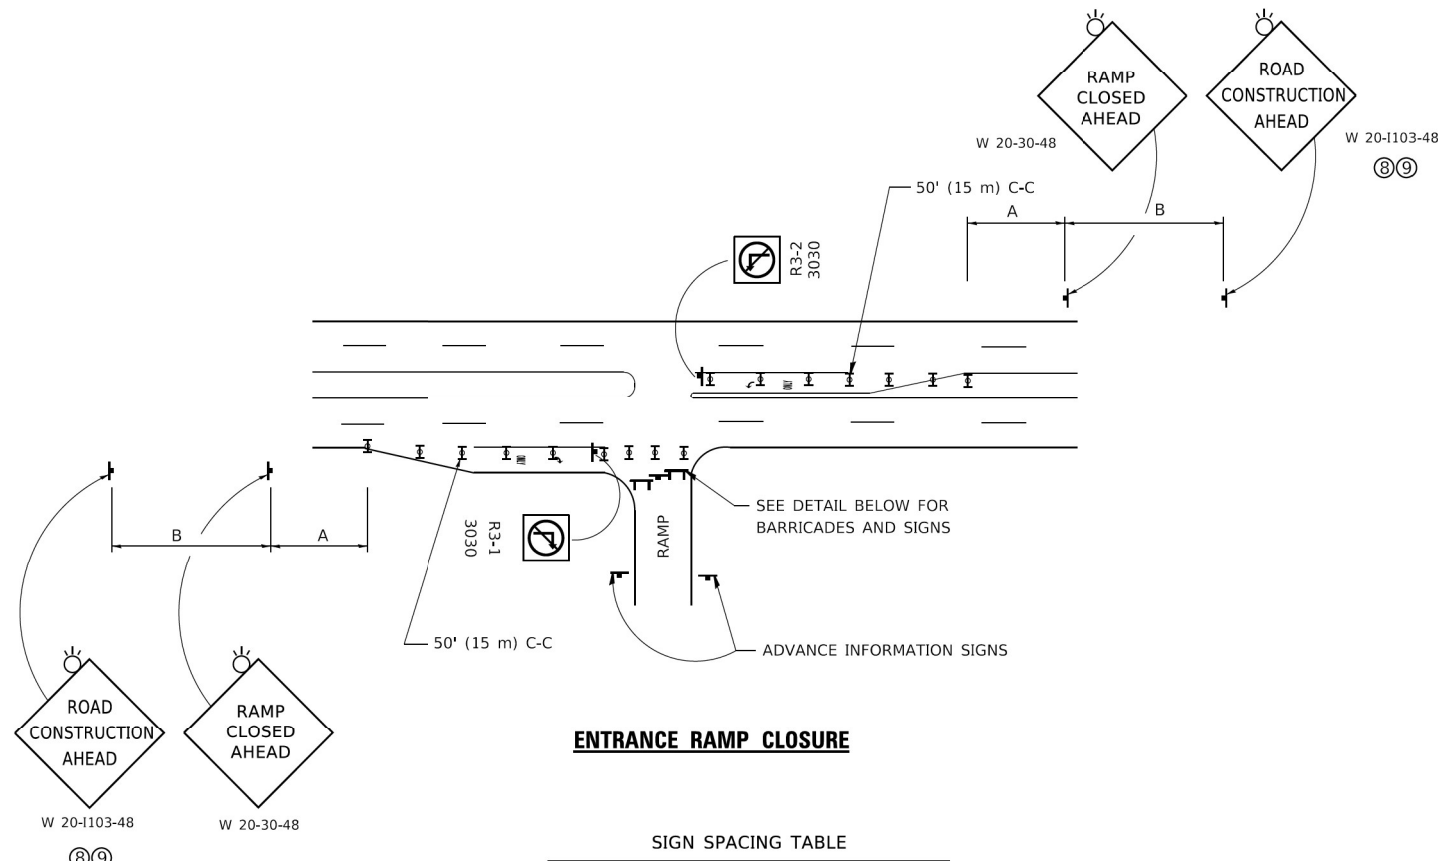 RAMP
CLOSED
AHEAD
W 20-30-48
ROAD
CONSTRUCTION
AHEAD
W 20-I103-48
⑧⑨
50' (15 m) C-C
A
B
R3-2
3030
SEE DETAIL BELOW FOR
BARRICADES AND SIGNS
RAMP
R3-1
3030
B
A
50' (15 m) C-C
ADVANCE INFORMATION SIGNS
ROAD
CONSTRUCTION
AHEAD
W 20-I103-48
⑧⑨
RAMP
CLOSED
AHEAD
W 20-30-48
ENTRANCE RAMP CLOSURE
SIGN SPACING TABLE